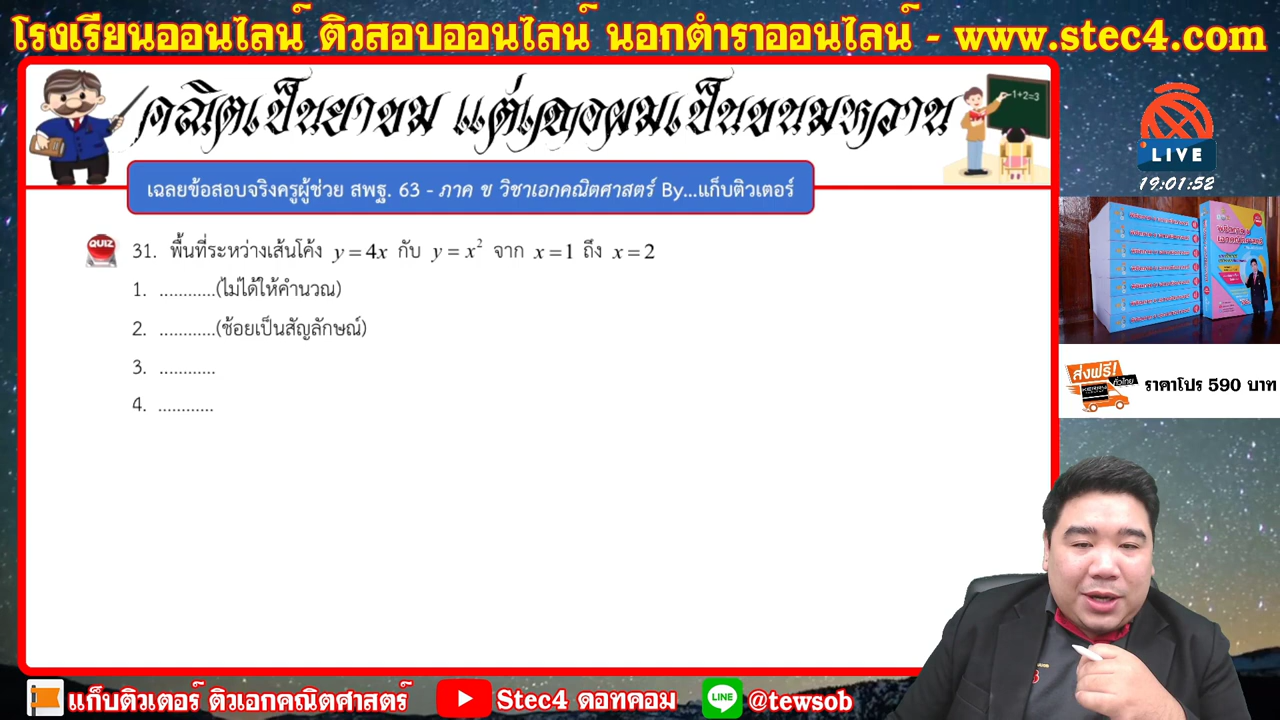 โรงเรียนออนไลน์ ติวสอบออนไลน์ นอกตำราออนไลน์ - www.stec4.com
คณิตเป็นยาขม แต่เธอผมเป็นขนมหวาน
1+2=3
LIVE
19:01:52
เฉลยข้อสอบจริงครูผู้ช่วย สพฐ. 63 - ภาค ข วิชาเอกคณิตศาสตร์ By...แก็บติวเตอร์
QUIZ
31. พื้นที่ระหว่างเส้นโค้ง y = 4x กับ y = x² จาก x = 1 ถึง x = 2
1. ............(ไม่ได้ให้คำนวณ)
2. ............(ช้อยเป็นสัญลักษณ์)
3. ............
4. ............
ส่งฟรี!
ทั่วไทย
KERRY
ราคาโปร 590 บาท
แก็บติวเตอร์ ติวเอกคณิตศาสตร์
Stec4 ดอทคอม
LINE
@tewsob